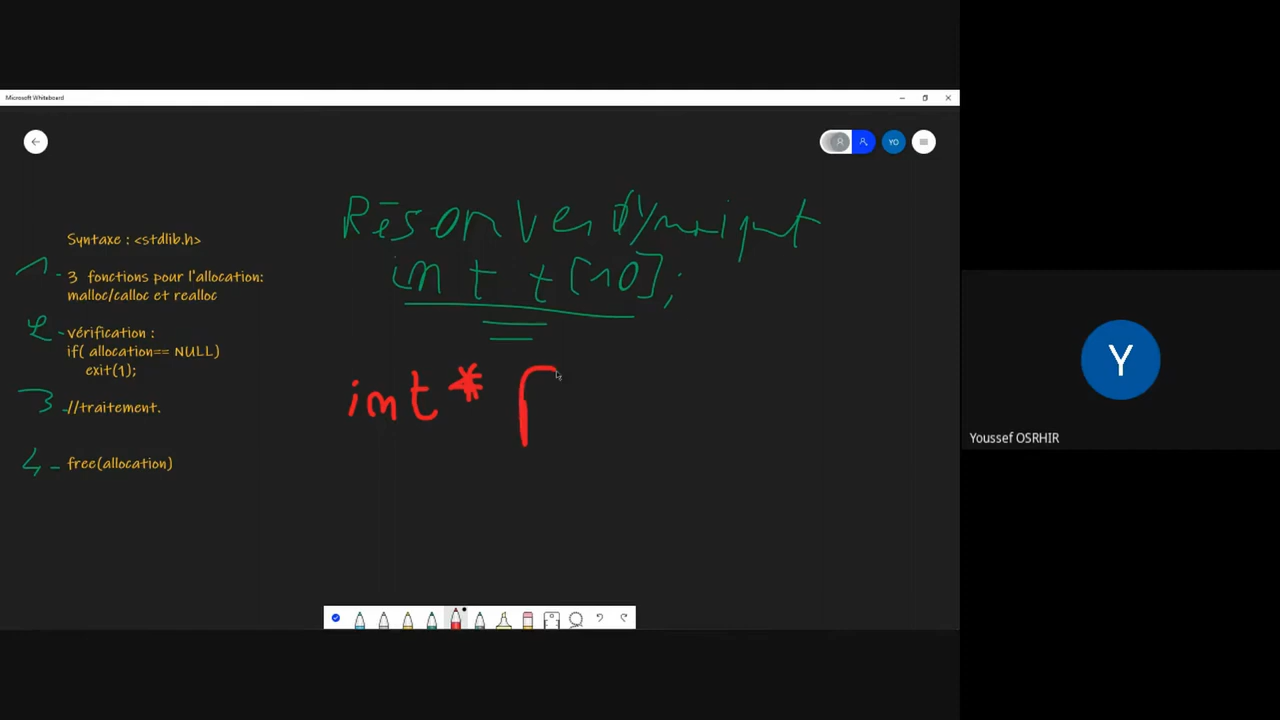 Microsoft Whiteboard
YO
Syntaxe : <stdlib.h>
1 - 3 fonctions pour l'allocation:
malloc/calloc et realloc
2 - vérification :
if( allocation== NULL)
exit(1);
3 - //traitement.
4 - free(allocation)
int t[10];
int *
Y
Youssef OSRHIR